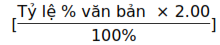 [Tỷ lệ % văn bản × 2.00
100%]